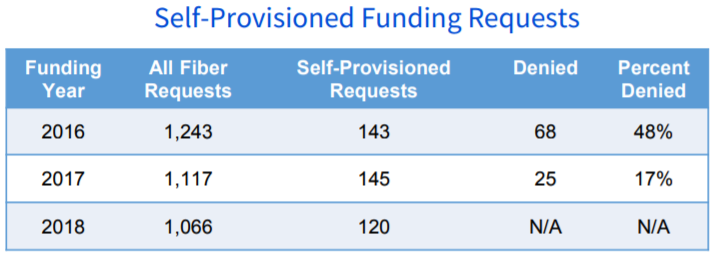 Self-Provisioned Funding Requests
Funding Year All Fiber Requests Self-Provisioned Requests Denied Percent Denied
2016 1,243 143 68 48%
2017 1,117 145 25 17%
2018 1,066 120 N/A N/A